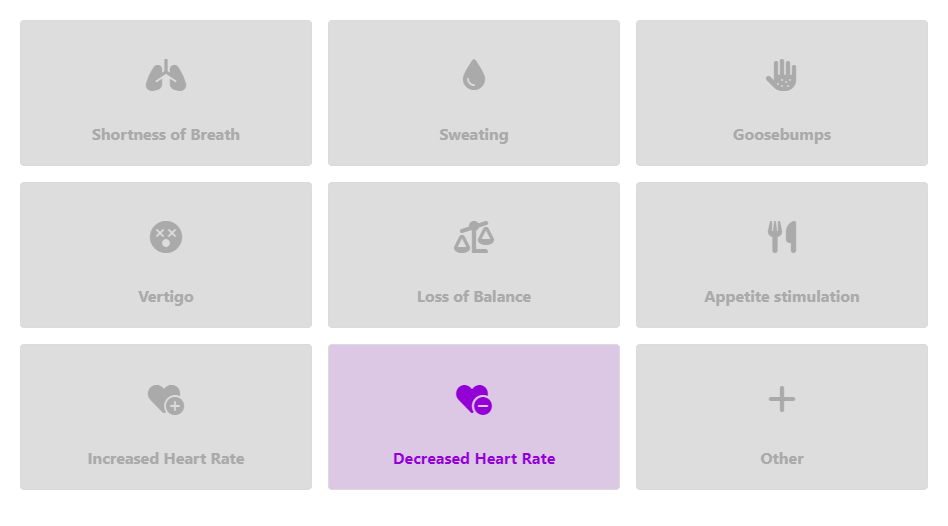 Shortness of Breath
Sweating
Goosebumps
Vertigo
Loss of Balance
Appetite stimulation
Increased Heart Rate
Decreased Heart Rate
Other